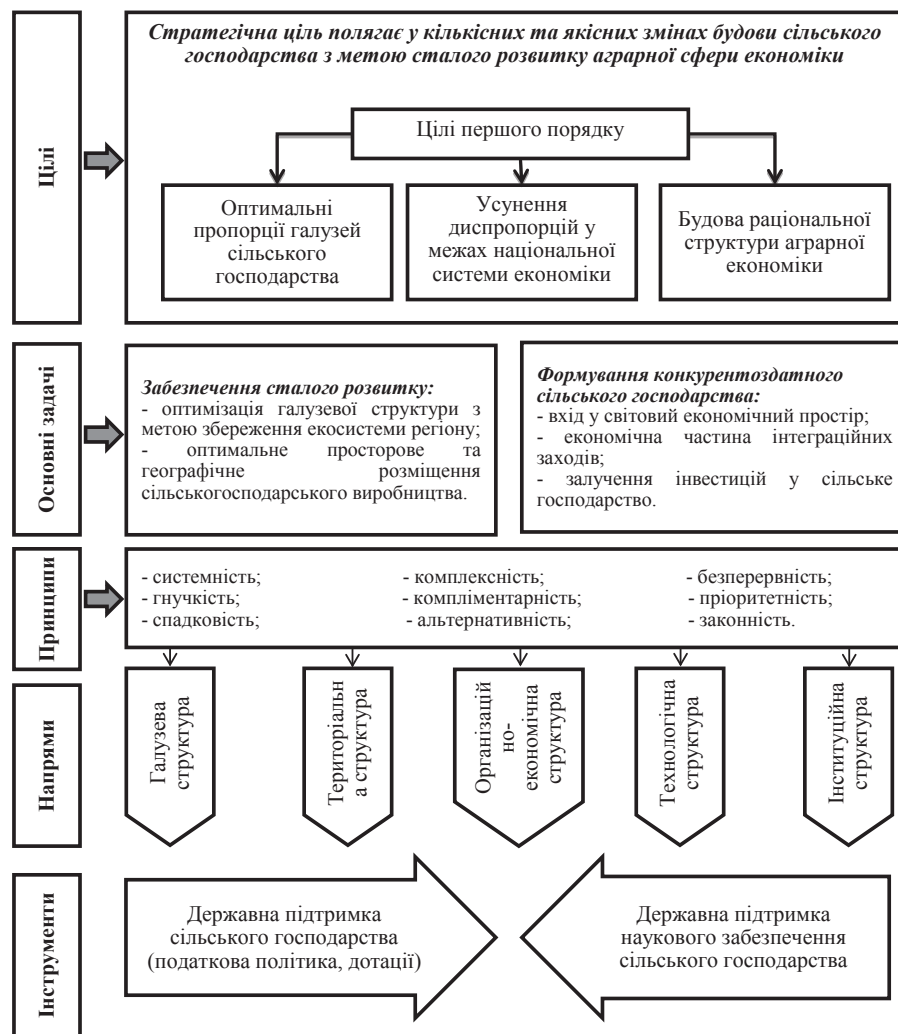 Цілі
Стратегічна ціль полягає у кількісних та якісних змінах будови сільського
господарства з метою сталого розвитку аграрної сфери економіки
Цілі першого порядку
Оптимальні
пропорції галузей
сільського
господарства
Усунення
диспропорцій у
межах національної
системи економіки
Будова раціональної
структури аграрної
економіки
Основні задачі
Забезпечення сталого розвитку:
- оптимізація галузевої структури з
метою збереження екосистеми регіону;
- оптимальне просторове та
географічне розміщення
сільськогосподарського виробництва.
Формування конкурентоздатного
сільського господарства:
- вхід у світовий економічний простір;
- економічна частина інтеграційних
заходів;
- залучення інвестицій у сільське
господарство.
Принципи
- системність;
- гнучкість;
- спадковість;
- комплексність;
- компліментарність;
- альтернативність;
- безперервність;
- пріоритетність;
- законність.
Напрями
Галузева
структура
Територіальн
а структура
Організацій
но-
економічна
структура
Технологічна
структура
Інституційна
структура
Інструменти
Державна підтримка
сільського господарства
(податкова політика, дотації)
Державна підтримка
наукового забезпечення
сільського господарства